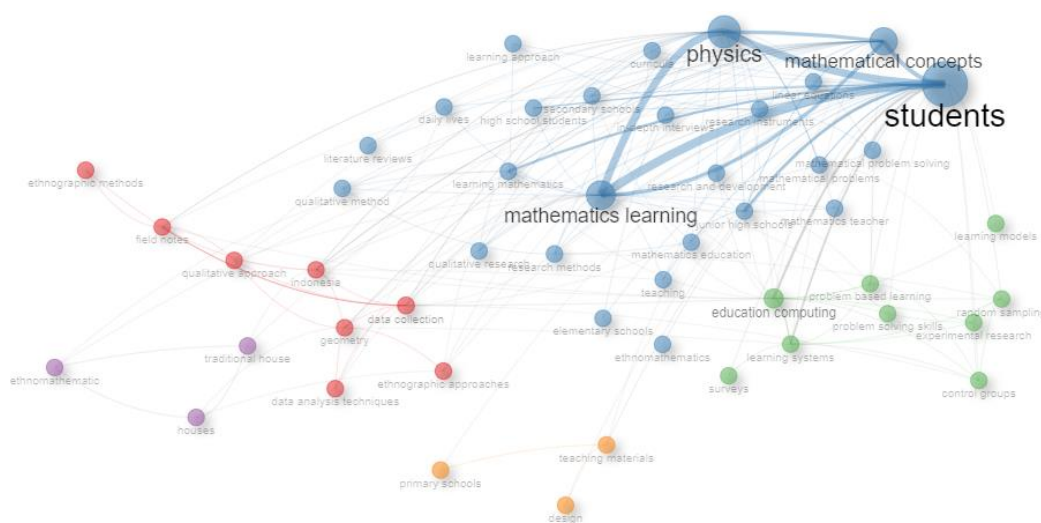 learning approach
physics
curricula
mathematical concepts
linear equations
students
daily lives
high school students
secondary schools
in-depth interviews
research instruments
literature reviews
mathematical problem solving
mathematical problems
ethnographic methods
learning mathematics
research and development
qualitative method
mathematics learning
junior high schools
mathematics teacher
field notes
learning models
qualitative approach
qualitative research
research methods
mathematics education
indonesia
teaching
problem based learning
data collection
education computing
random sampling
elementary schools
problem solving skills
experimental research
geometry
traditional house
ethnomathematics
learning systems
ethnomathematic
ethnographic approaches
surveys
control groups
data analysis techniques
houses
teaching materials
primary schools
design